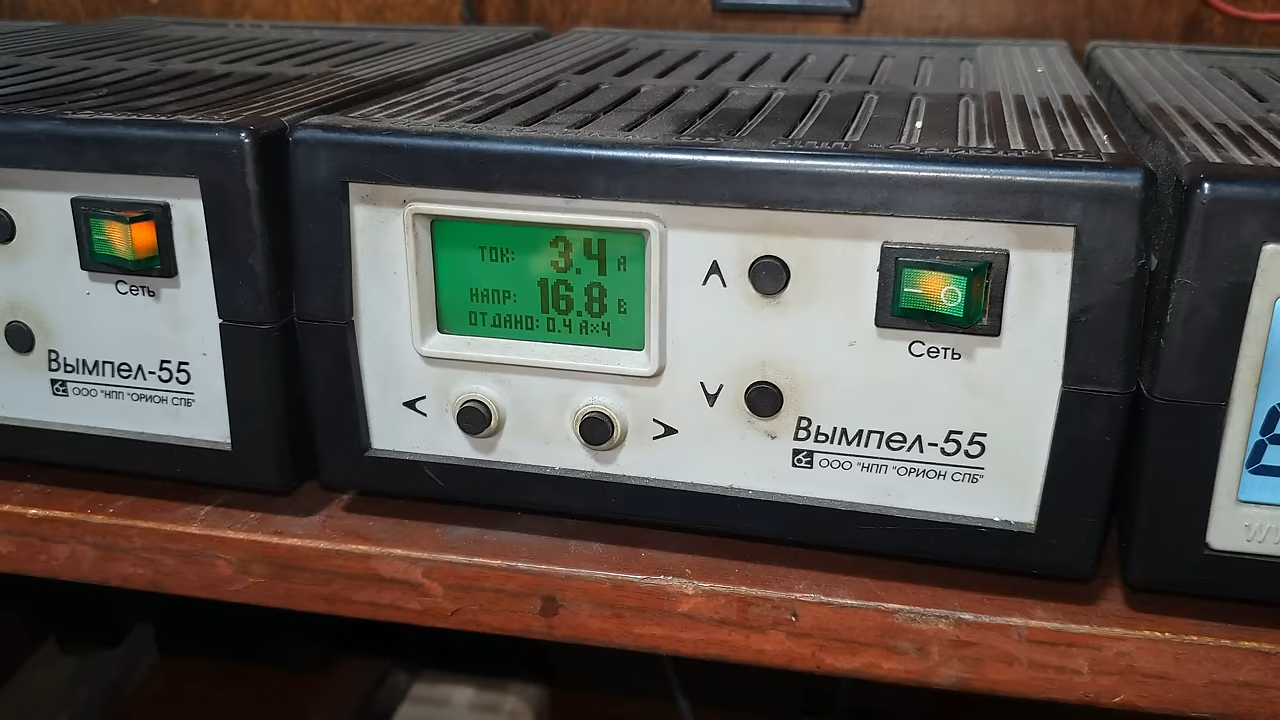 Сеть
Вымпел-55
ООО "НПП "ОРИОН СПБ"
ТОК: 3.4 А
НАПР: 16.8 В
ОТДАНО: 0.4 А×Ч
Сеть
Вымпел-55
ООО "НПП "ОРИОН СПБ"